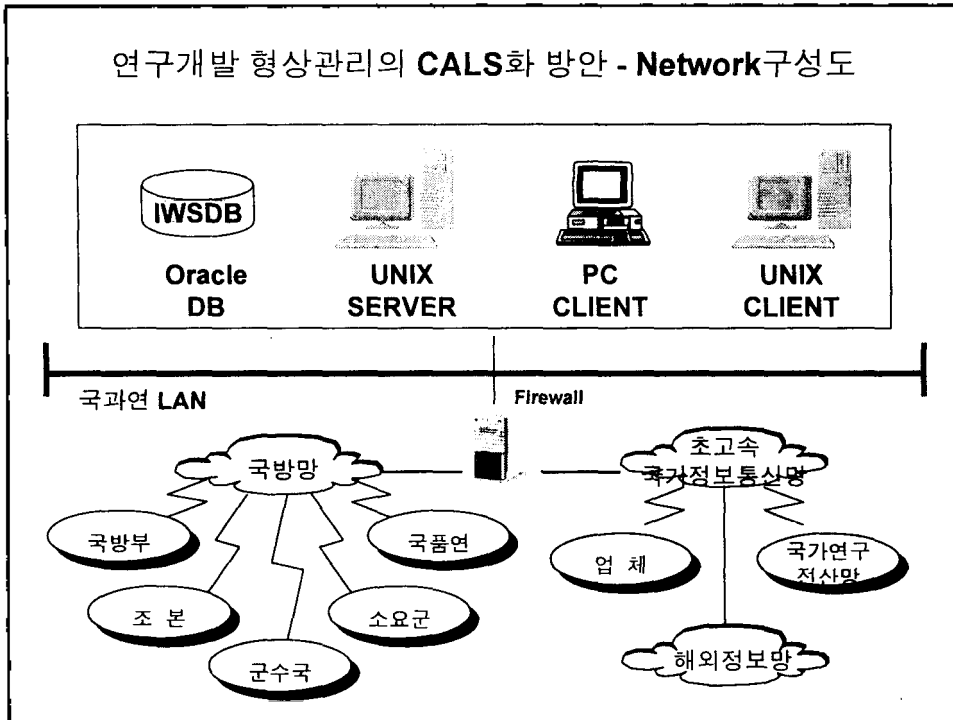 연구개발 형상관리의 CALS화 방안 - Network구성도
IWSDB
Oracle
DB
UNIX
SERVER
PC
CLIENT
UNIX
CLIENT
국과연 LAN
Firewall
국방망
초고속
국가정보통신망
국방부
국품연
업 체
국가연구
전산망
조 본
소요군
군수국
해외정보망